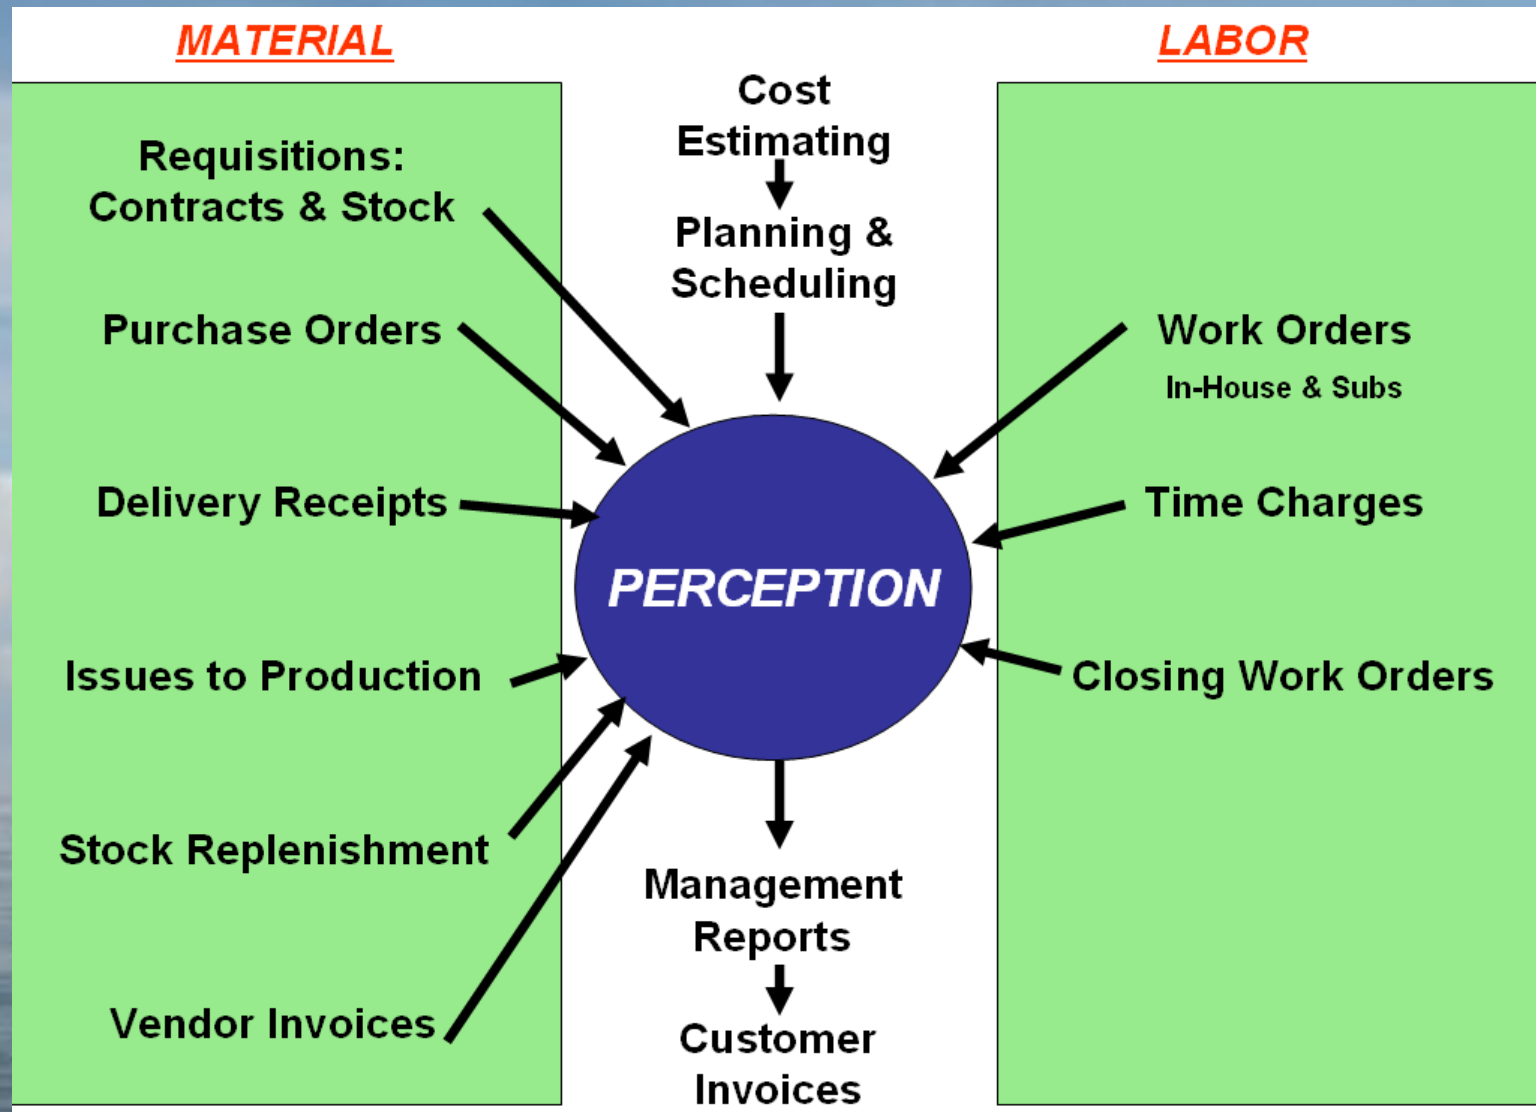 MATERIAL
Requisitions:
Contracts & Stock
Purchase Orders
Delivery Receipts
Issues to Production
Stock Replenishment
Vendor Invoices
Cost
Estimating
Planning &
Scheduling
PERCEPTION
Management
Reports
Customer
Invoices
LABOR
Work Orders
In-House & Subs
Time Charges
Closing Work Orders